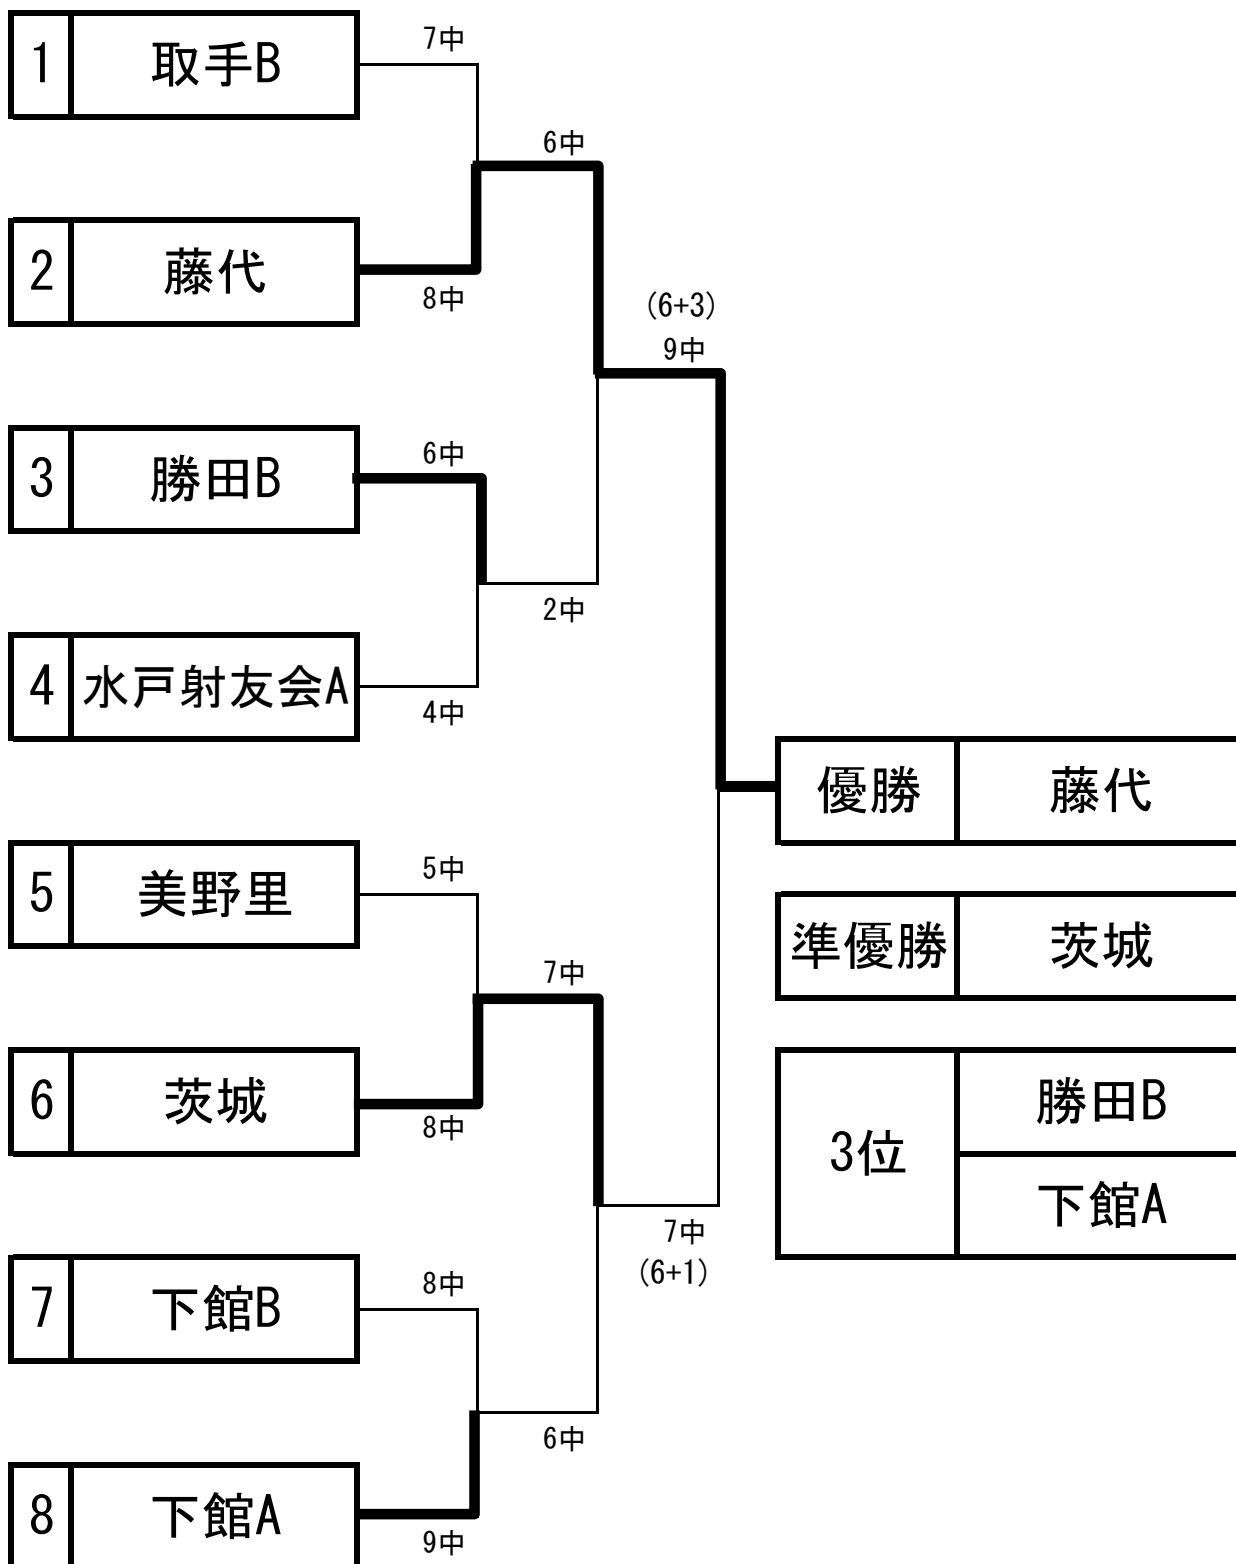 7中
1 取手B
6中
2 藤代
8中
(6+3)
9中
3 勝田B
6中
2中
4 水戸射友会A
4中
優勝 藤代
5 美野里
5中
準優勝 茨城
7中
6 茨城
8中
3位
勝田B
下館A
7中
(6+1)
7 下館B
8中
6中
8 下館A
9中